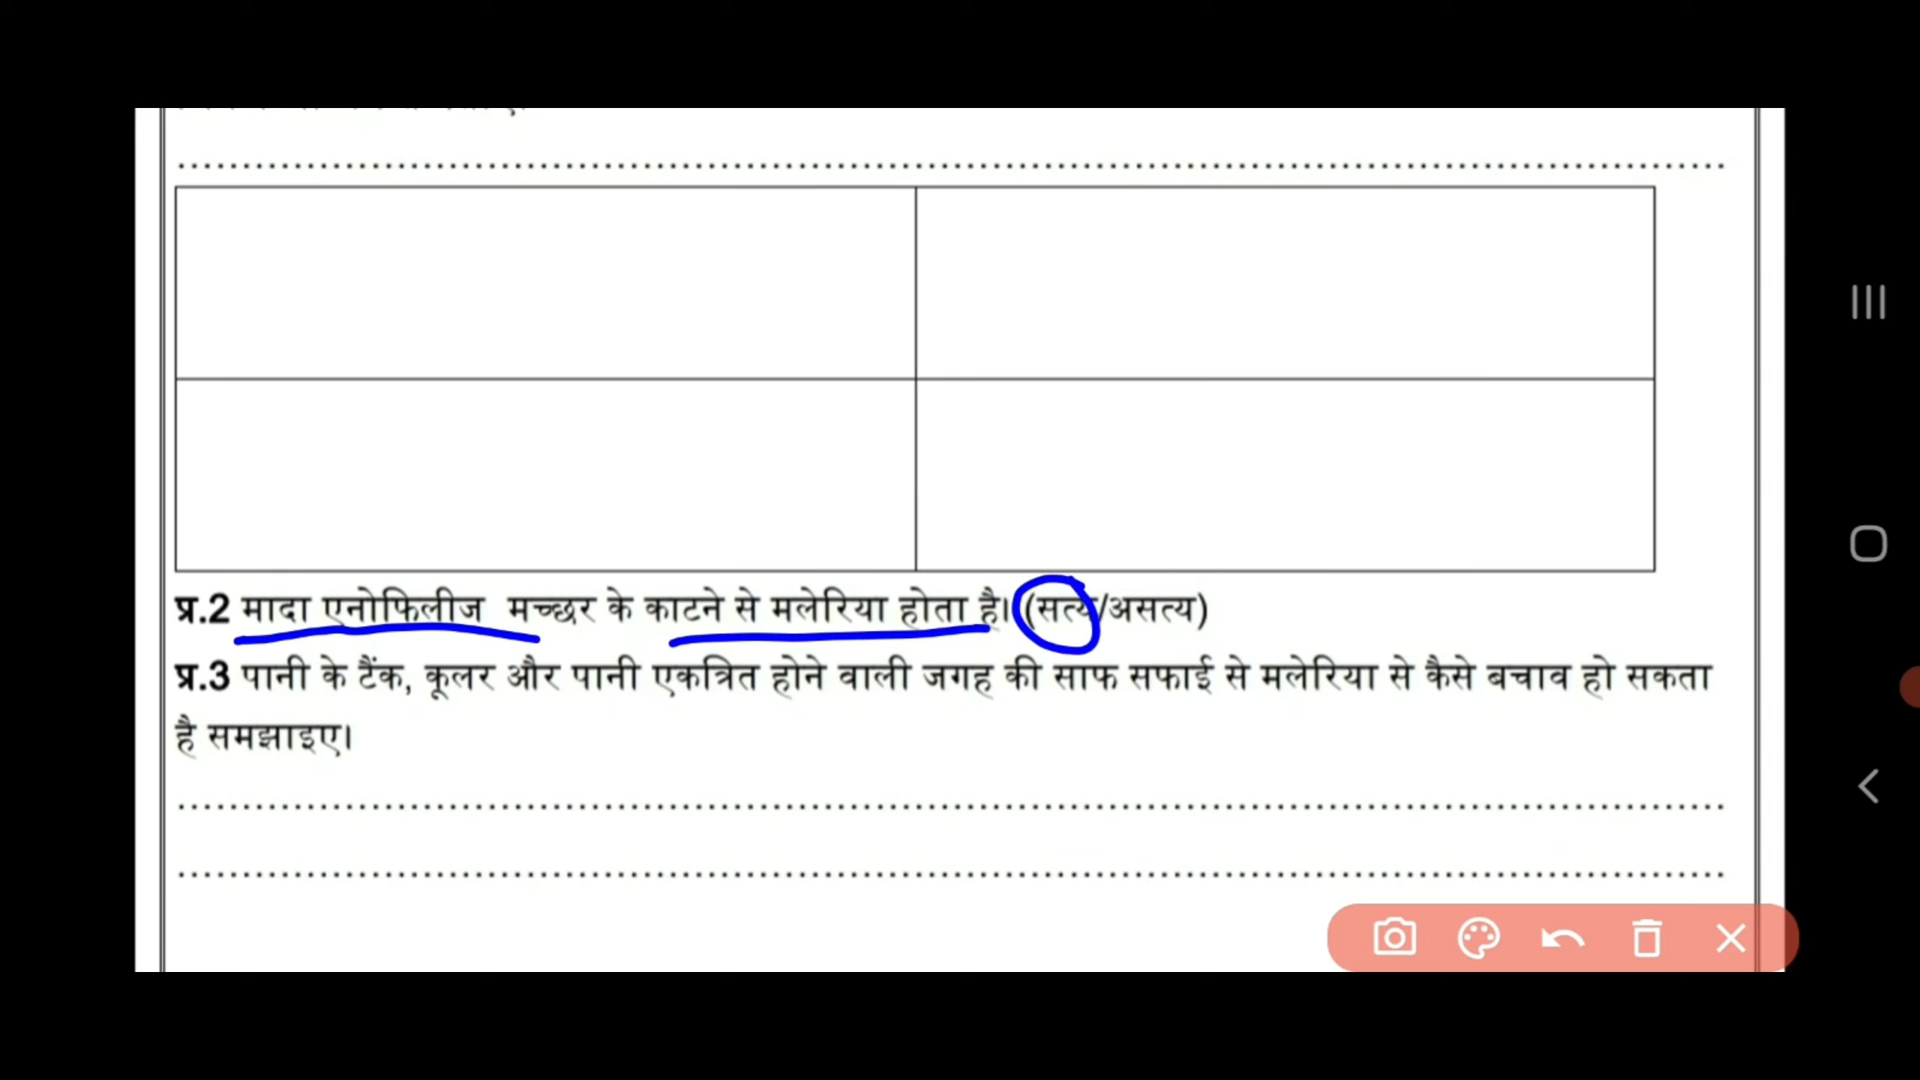 प्र.2 मादा एनोफिलीज मच्छर के काटने से मलेरिया होता है। (सत्य/असत्य)
प्र.3 पानी के टैंक, कूलर और पानी एकत्रित होने वाली जगह की साफ सफाई से मलेरिया से कैसे बचाव हो सकता
है समझाइए।